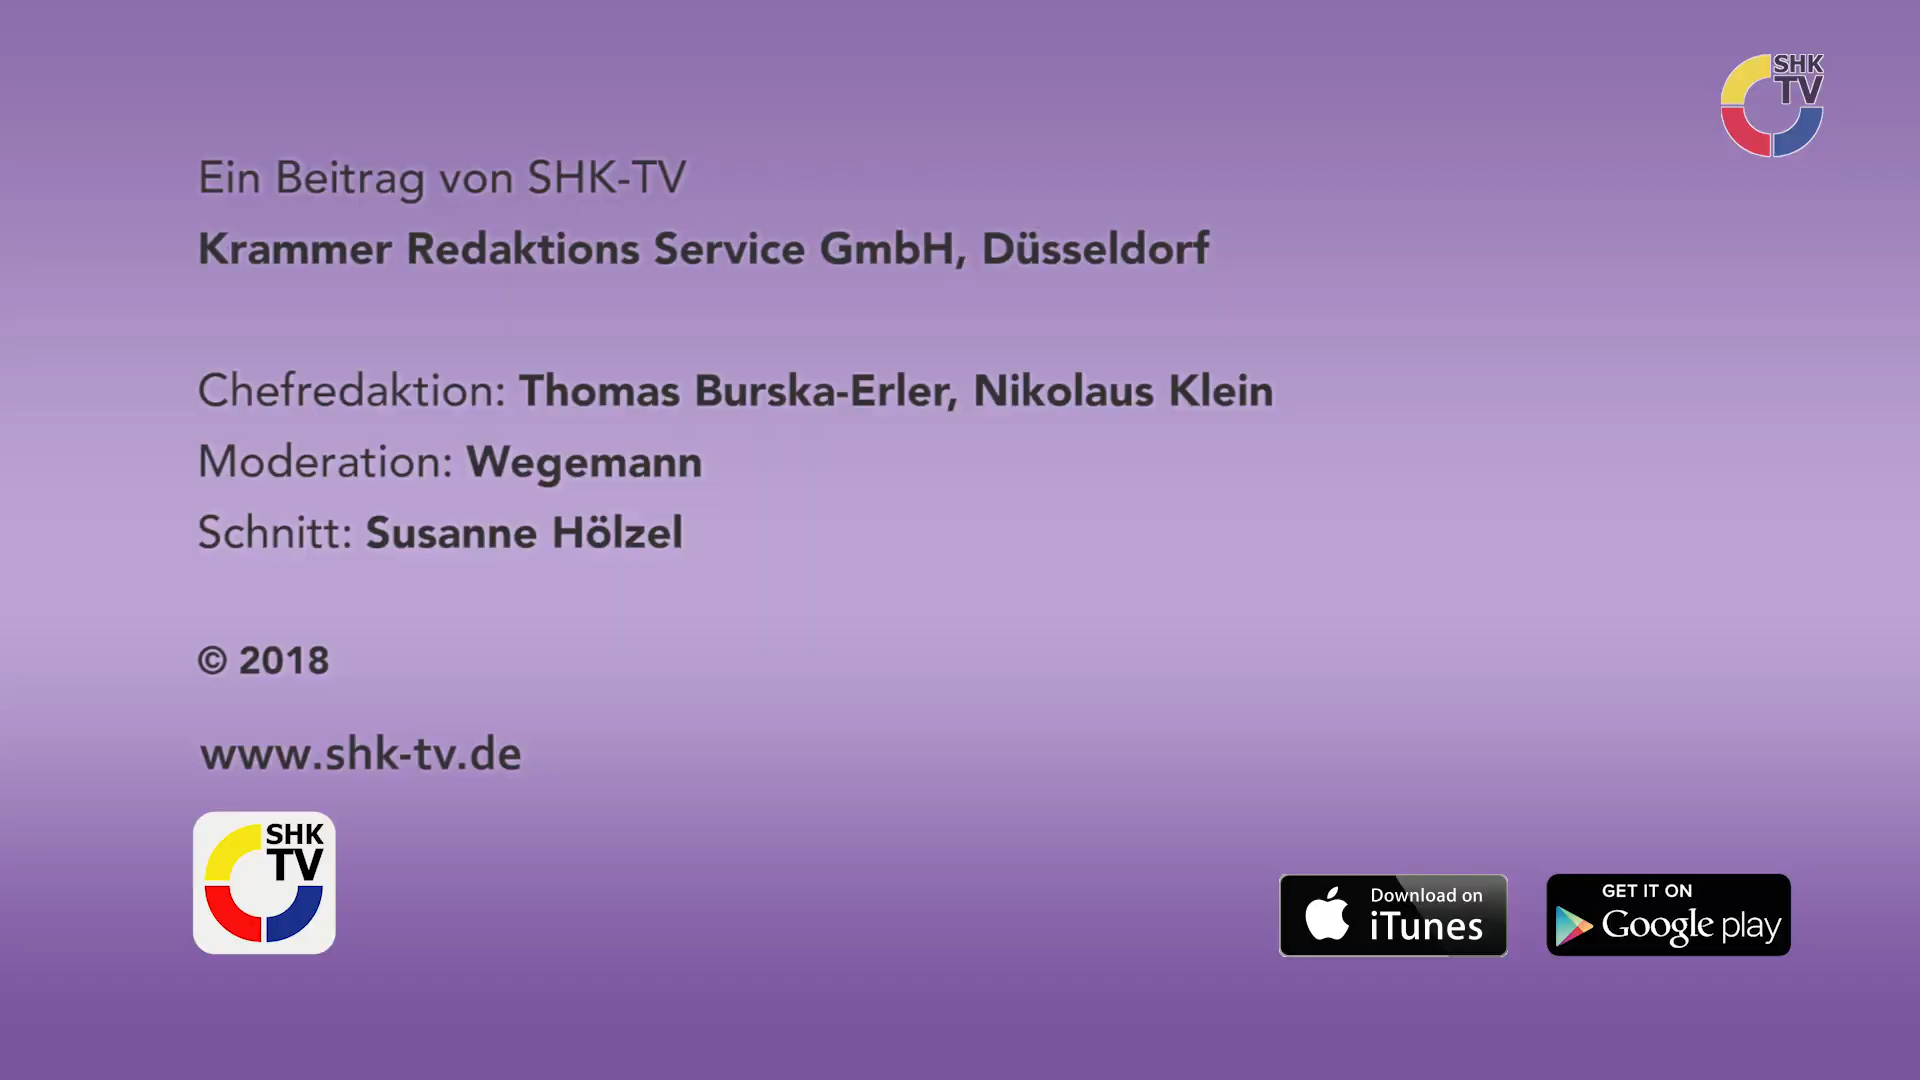 SHK
TV
Ein Beitrag von SHK-TV
Krammer Redaktions Service GmbH, Düsseldorf
Chefredaktion: Thomas Burska-Erler, Nikolaus Klein
Moderation: Wegemann
Schnitt: Susanne Hölzel
© 2018
www.shk-tv.de
SHK
TV
Download on
iTunes
GET IT ON
Google play